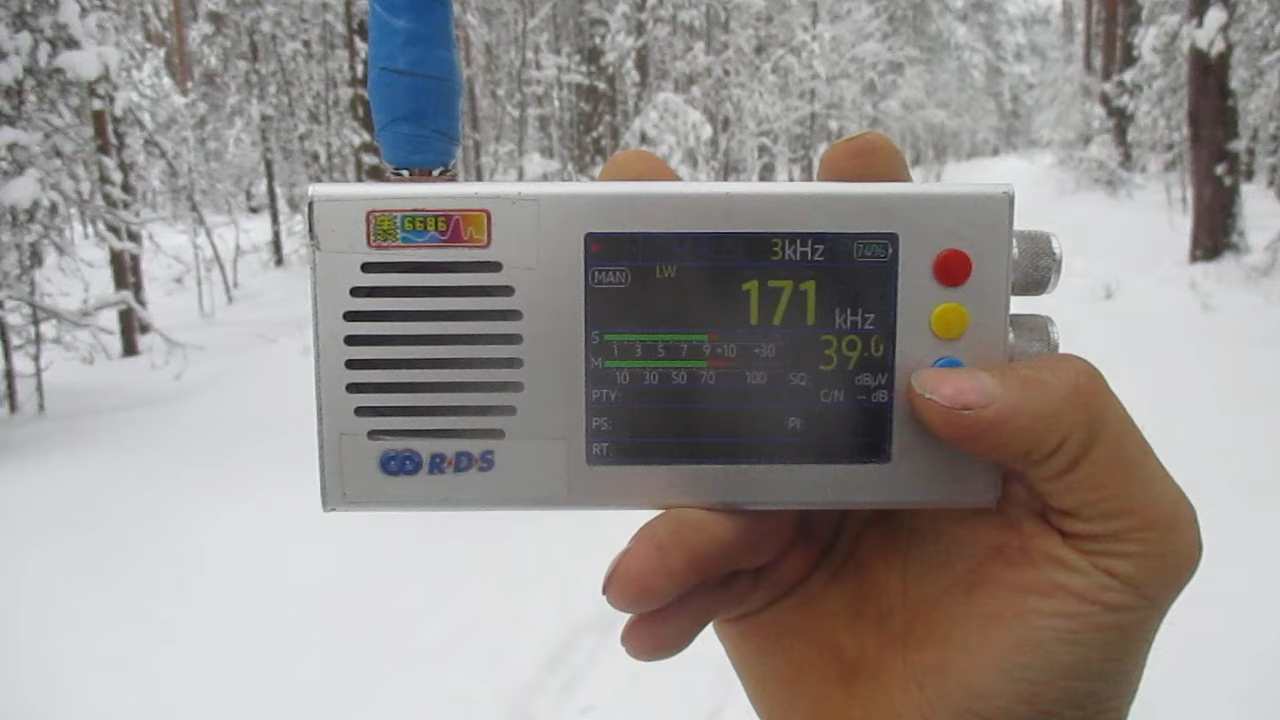 6686
3kHz 74%
MAN LW
171 kHz
S
1 3 5 7 9 +10 +30
39.0
M
10 30 50 70 100 SQ dBµV
PTY: C/N -- dB
PS: PI:
RT:
RDS